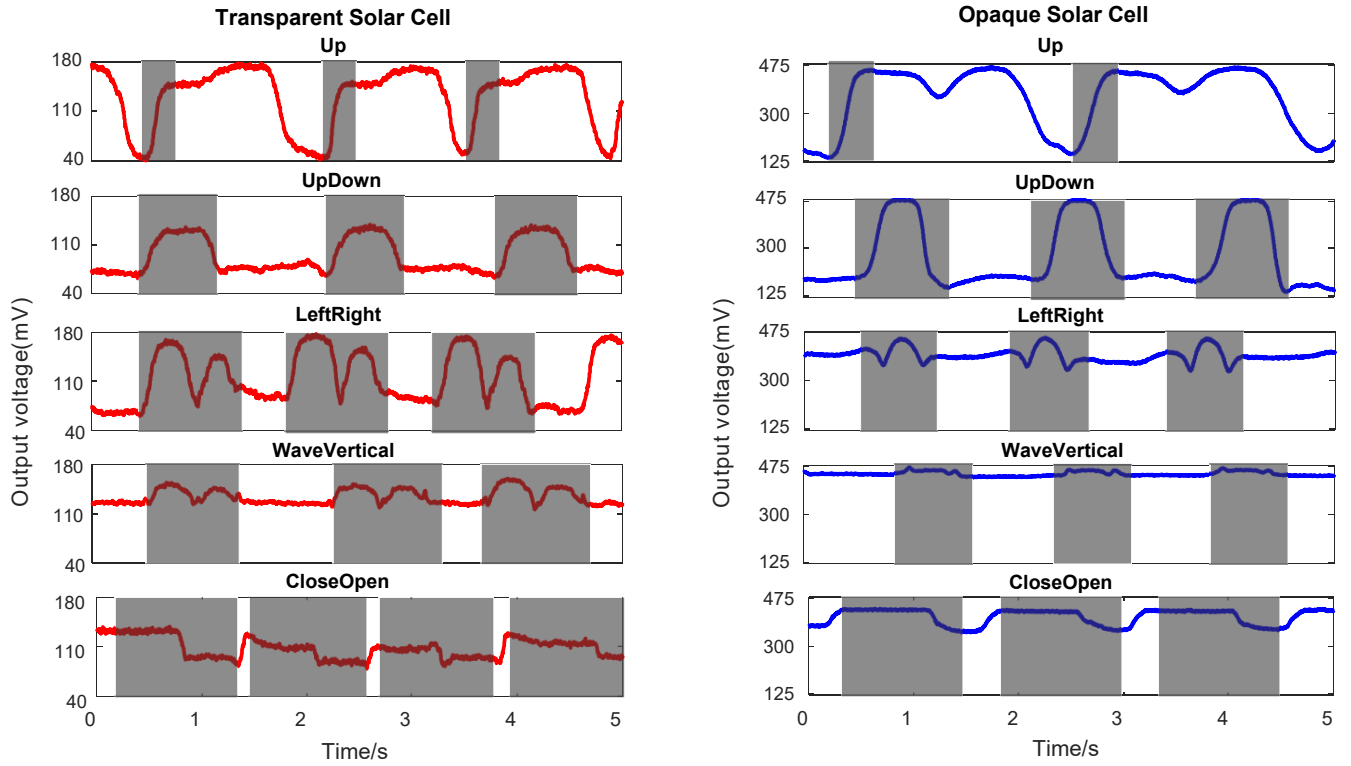 Transparent Solar Cell
Up
180
110
40
UpDown
180
110
40
LeftRight
180
110
40
WaveVertical
180
110
40
CloseOpen
180
110
40
0 1 2 3 4 5
Time/s
Output voltage(mV)
Opaque Solar Cell
Up
475
300
125
UpDown
475
300
125
LeftRight
475
300
125
WaveVertical
475
300
125
CloseOpen
475
300
125
0 1 2 3 4 5
Time/s
Output voltage(mV)